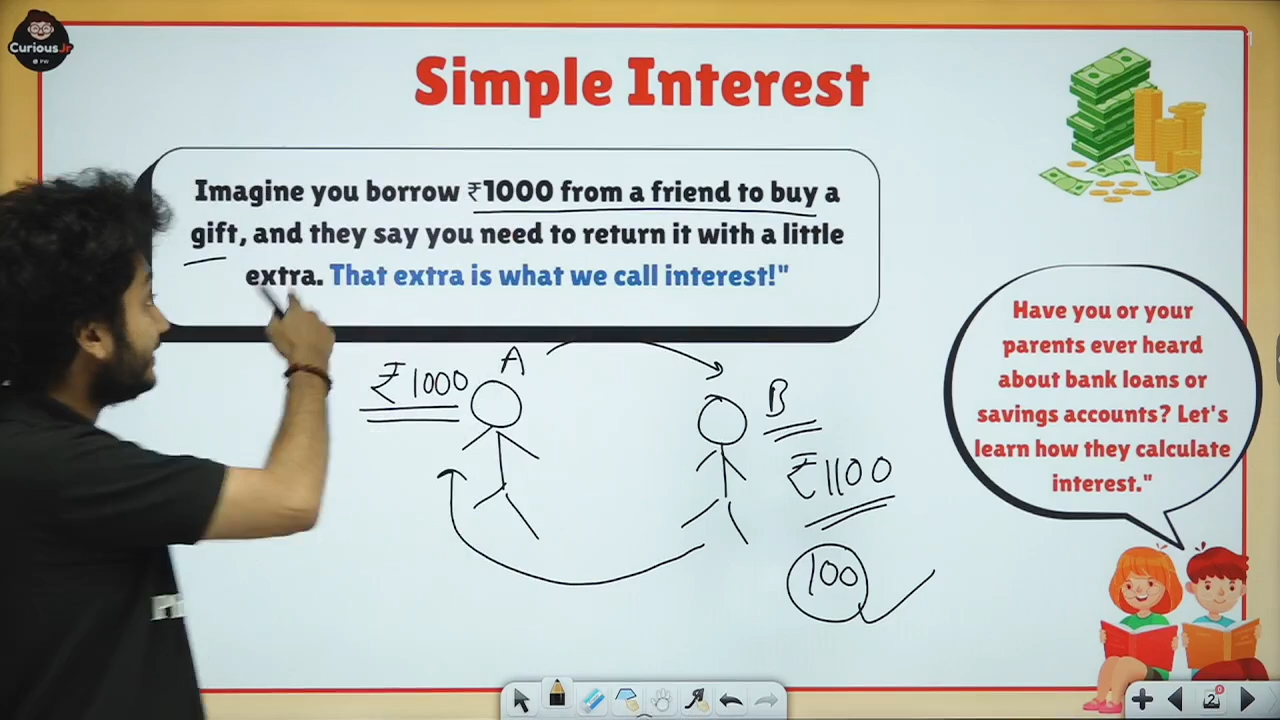 CuriousJr
@ PW
Simple Interest
Imagine you borrow ₹1000 from a friend to buy a
gift, and they say you need to return it with a little
extra. That extra is what we call interest!"
A
₹1000
B
₹1100
100
Have you or your
parents ever heard
about bank loans or
savings accounts? Let's
learn how they calculate
interest."
2